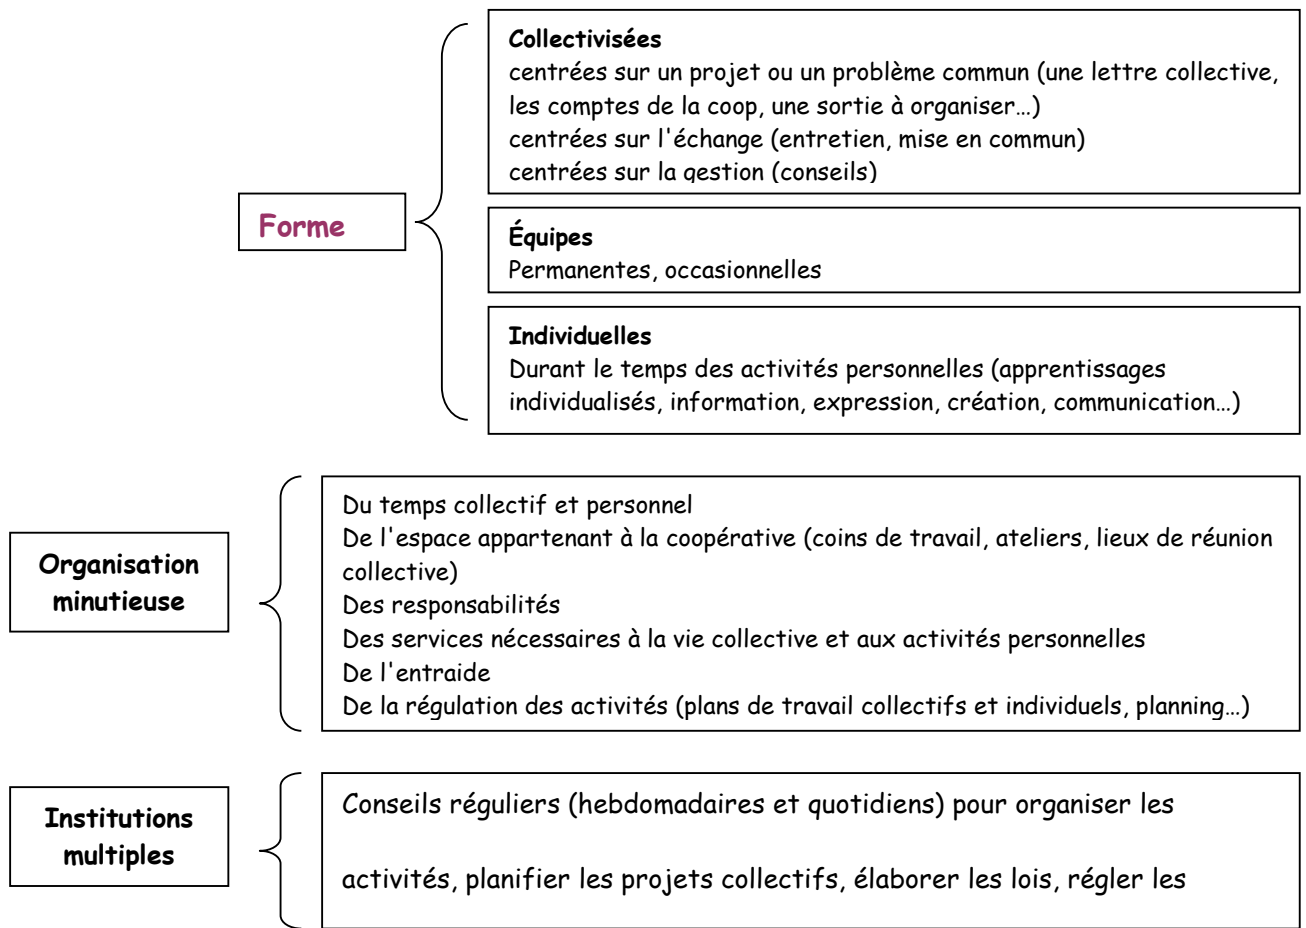 Forme
Collectivisées
centrées sur un projet ou un problème commun (une lettre collective,
les comptes de la coop, une sortie à organiser…)
centrées sur l'échange (entretien, mise en commun)
centrées sur la gestion (conseils)
Équipes
Permanentes, occasionnelles
Individuelles
Durant le temps des activités personnelles (apprentissages
individualisés, information, expression, création, communication…)
Organisation
minutieuse
Du temps collectif et personnel
De l'espace appartenant à la coopérative (coins de travail, ateliers, lieux de réunion
collective)
Des responsabilités
Des services nécessaires à la vie collective et aux activités personnelles
De l'entraide
De la régulation des activités (plans de travail collectifs et individuels, planning…)
Institutions
multiples
Conseils réguliers (hebdomadaires et quotidiens) pour organiser les
activités, planifier les projets collectifs, élaborer les lois, régler les